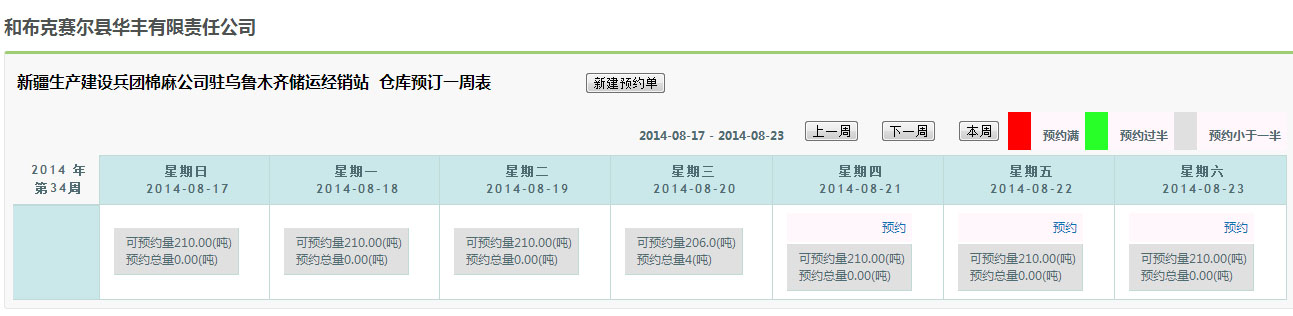 和布克赛尔县华丰有限责任公司
新疆生产建设兵团棉麻公司驻乌鲁木齐储运经销站 仓库预订一周表
新建预约单
2014-08-17 - 2014-08-23 上一周 下一周 本周 预约满 预约过半 预约小于一半
2014 年
第34周
星期日
2014-08-17
星期一
2014-08-18
星期二
2014-08-19
星期三
2014-08-20
星期四
2014-08-21
星期五
2014-08-22
星期六
2014-08-23
可预约量210.00(吨)
预约总量0.00(吨)
可预约量210.00(吨)
预约总量0.00(吨)
可预约量210.00(吨)
预约总量0.00(吨)
可预约量206.0(吨)
预约总量4(吨)
预约
可预约量210.00(吨)
预约总量0.00(吨)
预约
可预约量210.00(吨)
预约总量0.00(吨)
预约
可预约量210.00(吨)
预约总量0.00(吨)